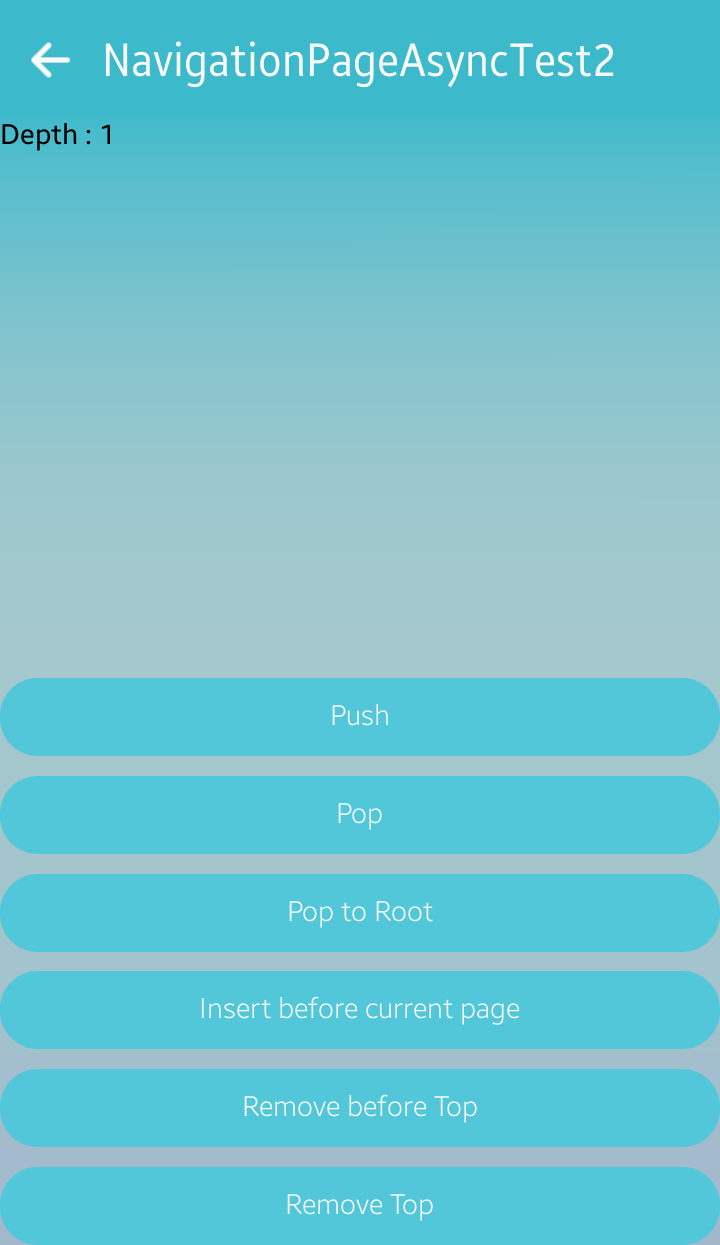 NavigationPageAsyncTest2
Depth : 1
Push
Pop
Pop to Root
Insert before current page
Remove before Top
Remove Top